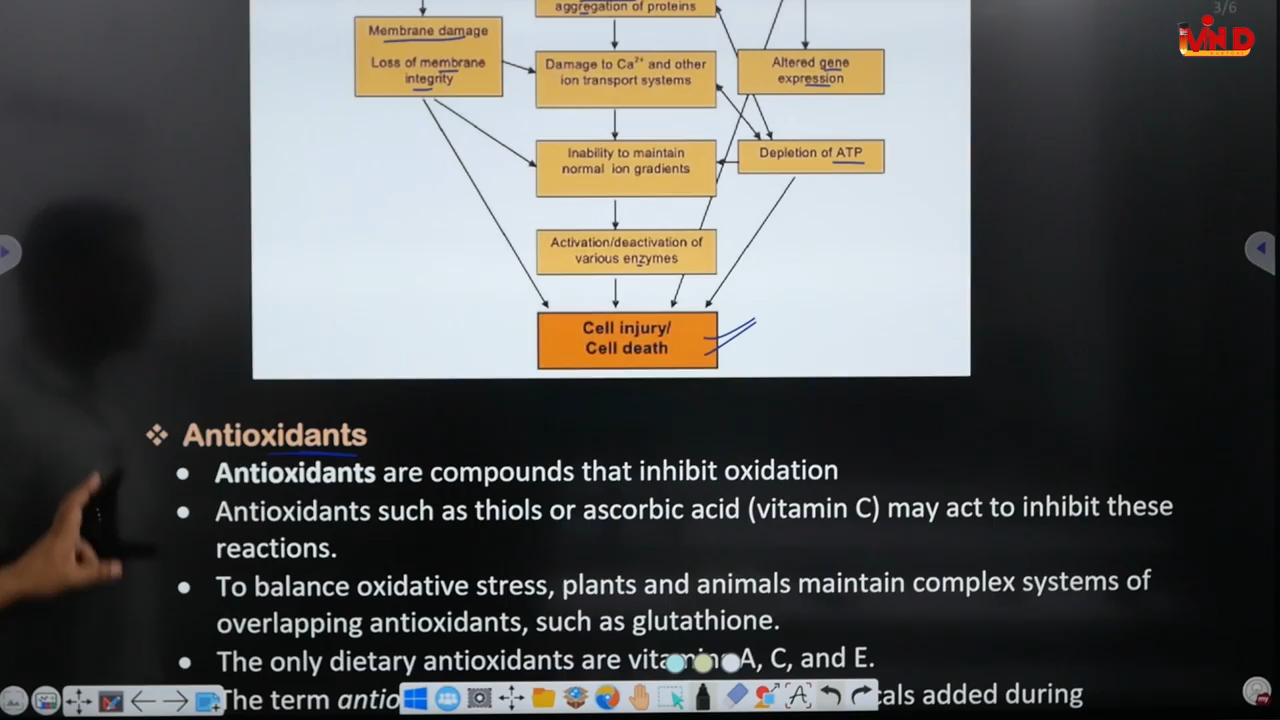 3/6
MIND
aggregation of proteins
Membrane damage
Loss of membrane
integrity
Damage to Ca²⁺ and other
ion transport systems
Altered gene
expression
Inability to maintain
normal ion gradients
Depletion of ATP
Activation/deactivation of
various enzymes
Cell injury/
Cell death
❖ Antioxidants
• Antioxidants are compounds that inhibit oxidation
• Antioxidants such as thiols or ascorbic acid (vitamin C) may act to inhibit these
reactions.
• To balance oxidative stress, plants and animals maintain complex systems of
overlapping antioxidants, such as glutathione.
• The only dietary antioxidants are A, C, and E.
The term added during
A